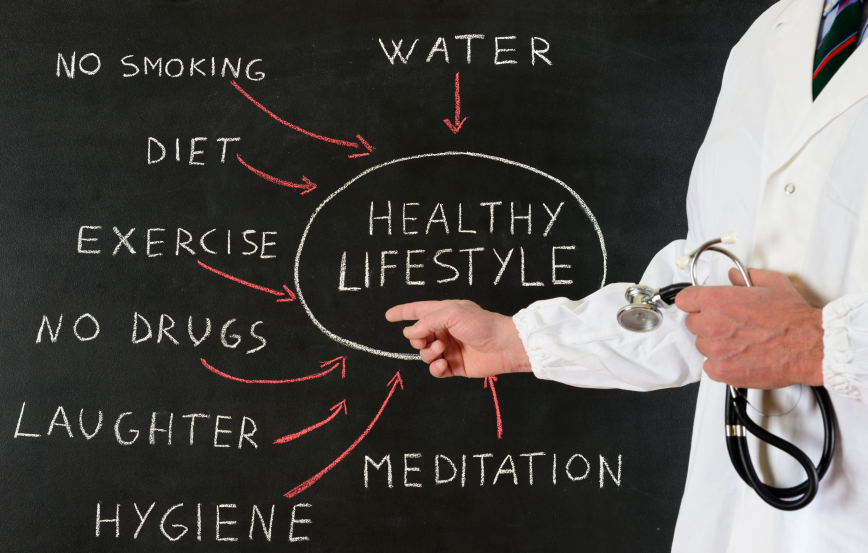 NO SMOKING
WATER
DIET
HEALTHY
LIFESTYLE
EXERCISE
NO DRUGS
LAUGHTER
MEDITATION
HYGIENE